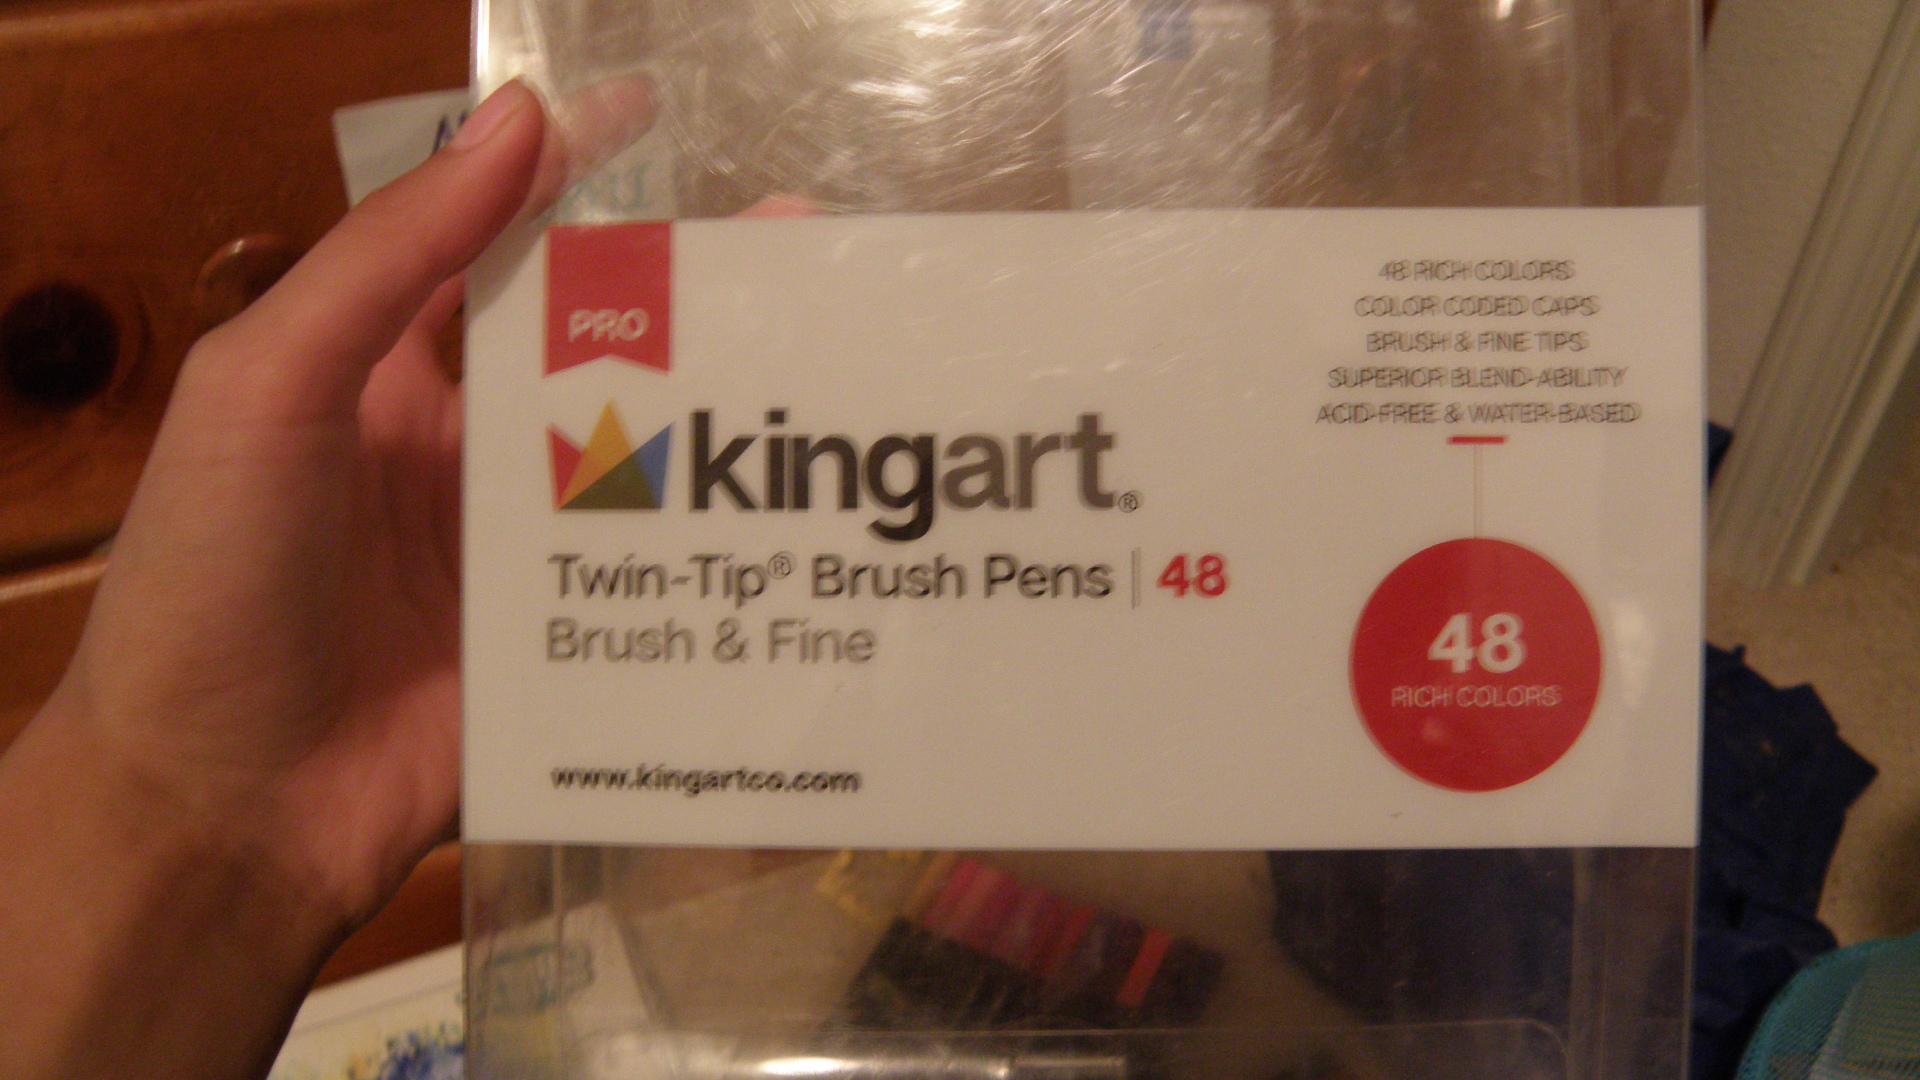 PRO
kingart®
Twin-Tip® Brush Pens | 48
Brush & Fine
www.kingartco.com
48 RICH COLORS
COLOR CODED CAPS
BRUSH & FINE TIPS
SUPERIOR BLEND-ABILITY
ACID-FREE & WATER-BASED
48
RICH COLORS